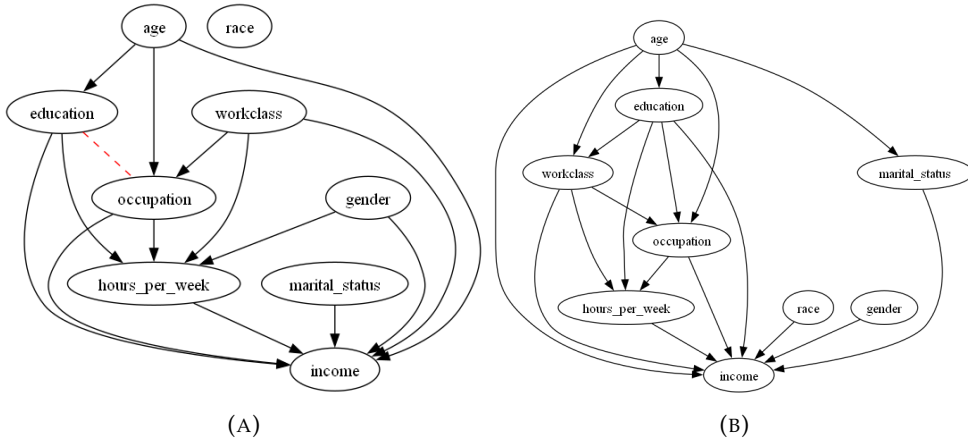 age
race
education
workclass
occupation
gender
hours_per_week
marital_status
income
(A)
age
education
workclass
marital_status
occupation
hours_per_week
race
gender
income
(B)